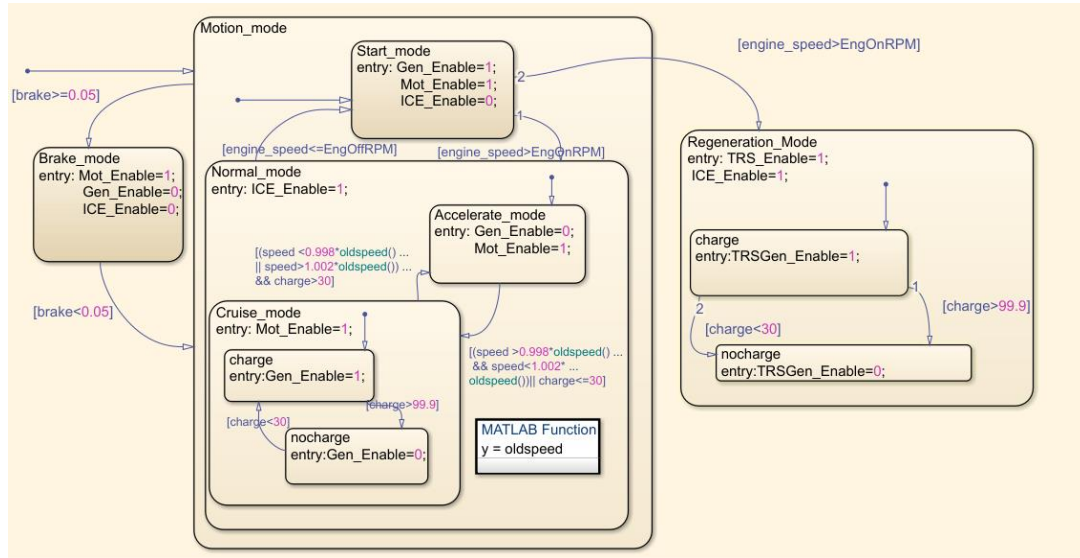 Motion_mode
Start_mode
entry: Gen_Enable=1;
Mot_Enable=1;
ICE_Enable=0;
2
1
[engine_speed>EngOnRPM]
[brake>=0.05]
Brake_mode
entry: Mot_Enable=1;
Gen_Enable=0;
ICE_Enable=0;
[brake<0.05]
[engine_speed<=EngOffRPM]
[engine_speed>EngOnRPM]
Normal_mode
entry: ICE_Enable=1;
Accelerate_mode
entry: Gen_Enable=0;
Mot_Enable=1;
[(speed <0.998*oldspeed() ...
|| speed>1.002*oldspeed()) ...
&& charge>30]
Cruise_mode
entry: Mot_Enable=1;
charge
entry:Gen_Enable=1;
[charge<30]
[charge>99.9]
nocharge
entry:Gen_Enable=0;
[(speed >0.998*oldspeed() ...
&& speed<1.002* ...
oldspeed())|| charge<=30]
MATLAB Function
y = oldspeed
Regeneration_Mode
entry: TRS_Enable=1;
ICE_Enable=1;
charge
entry:TRSGen_Enable=1;
1
2
[charge>99.9]
[charge<30]
nocharge
entry:TRSGen_Enable=0;